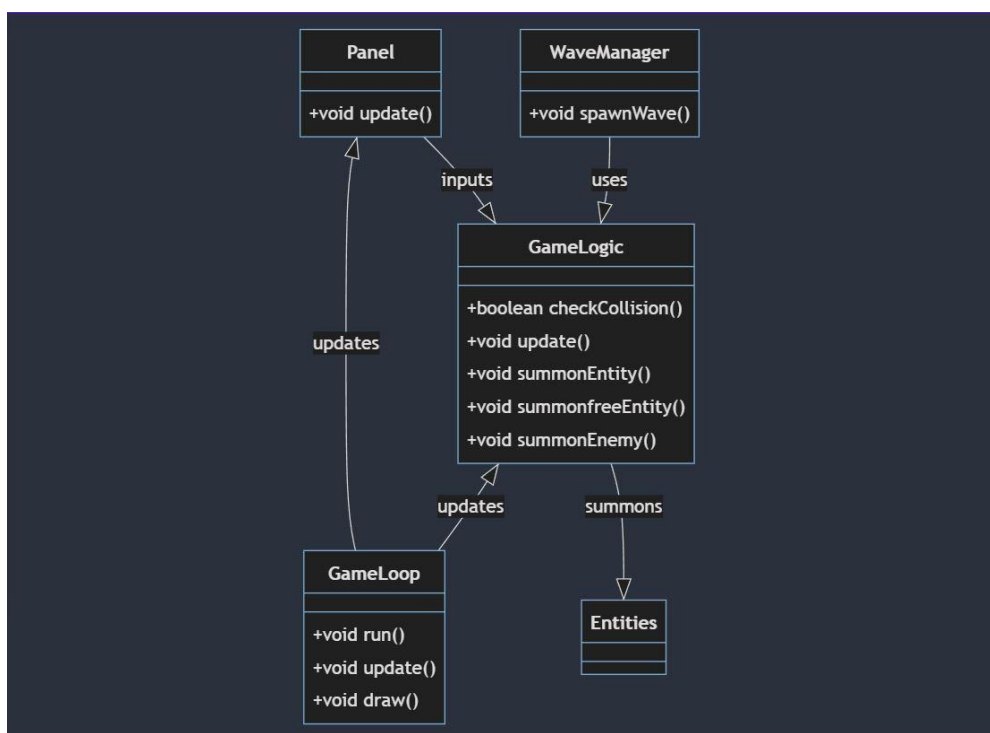 Panel
+void update()
WaveManager
+void spawnWave()
inputs
uses
GameLogic
+boolean checkCollision()
+void update()
+void summonEntity()
+void summonfreeEntity()
+void summonEnemy()
updates
updates
summons
GameLoop
+void run()
+void update()
+void draw()
Entities